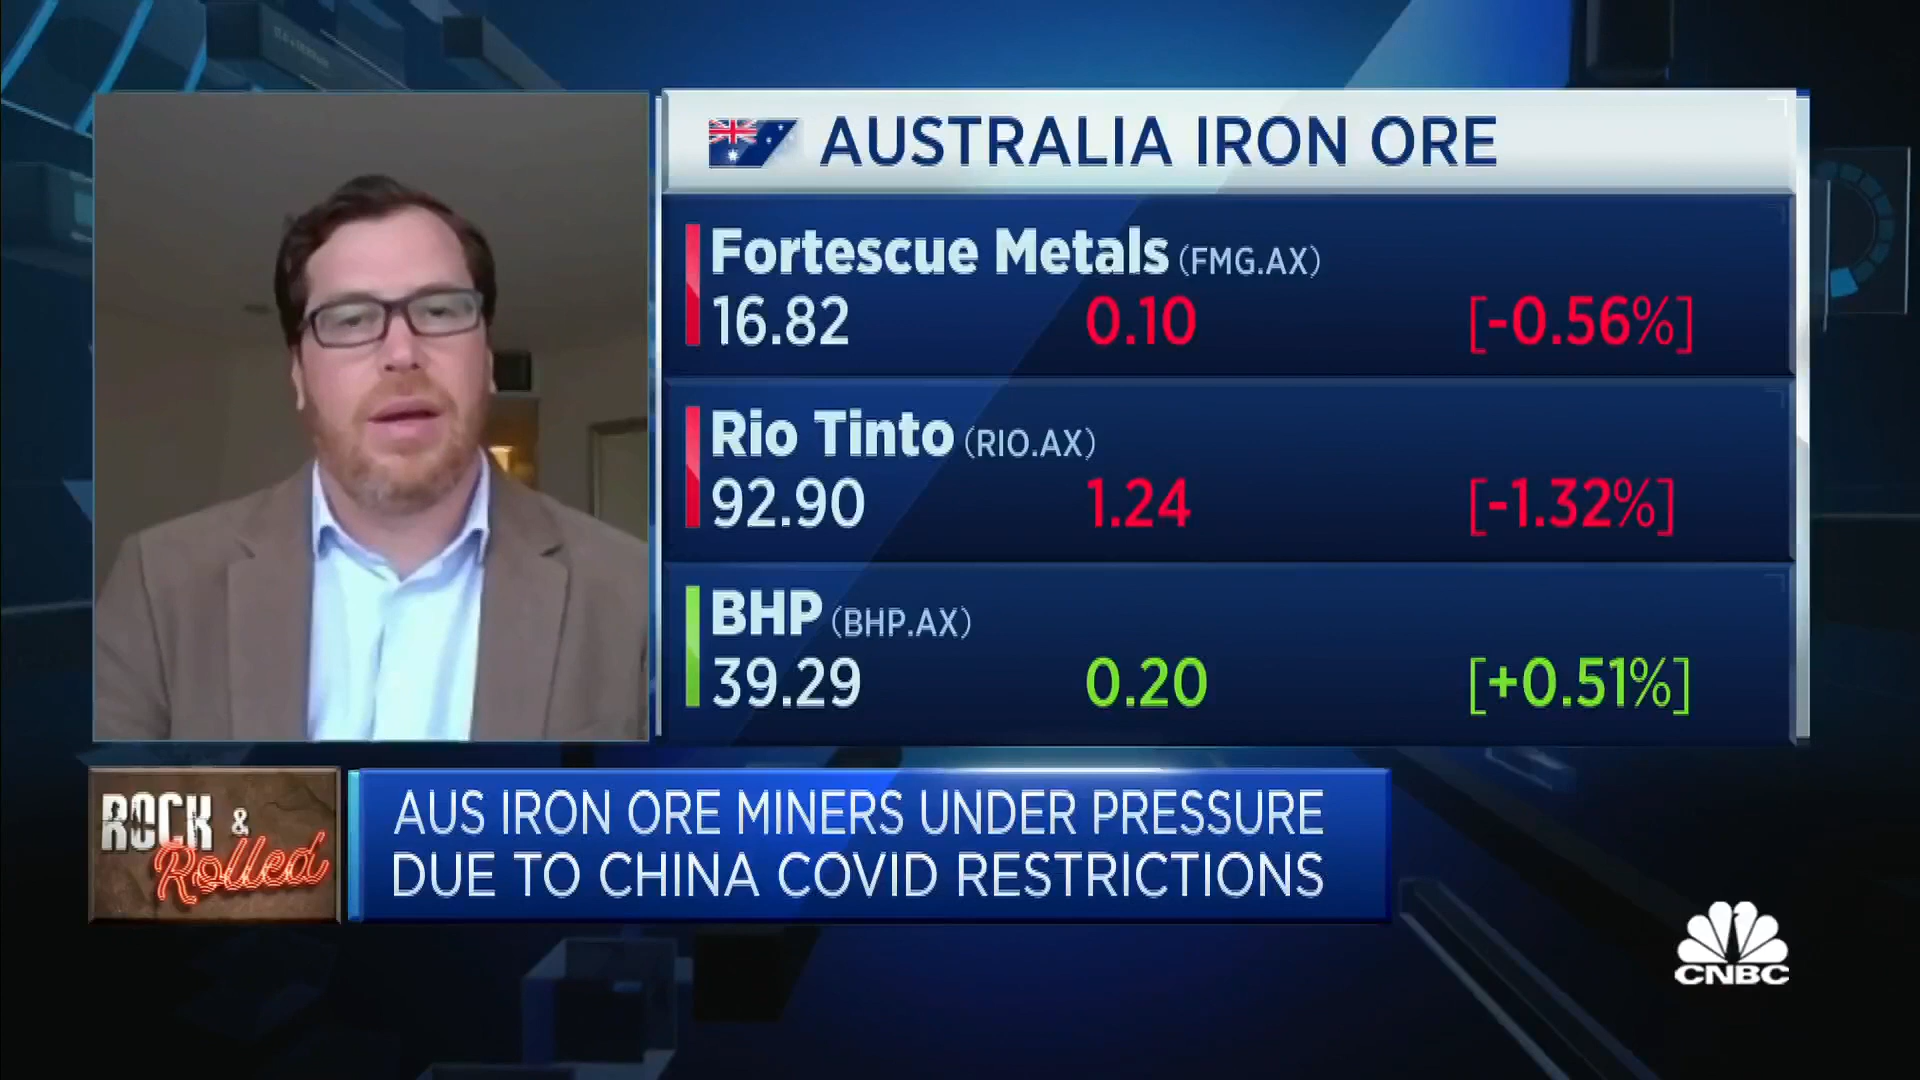 AUSTRALIA IRON ORE
Fortescue Metals (FMG.AX)
16.82 0.10 [-0.56%]
Rio Tinto (RIO.AX)
92.90 1.24 [-1.32%]
BHP (BHP.AX)
39.29 0.20 [+0.51%]
ROCK &
Rolled
AUS IRON ORE MINERS UNDER PRESSURE
DUE TO CHINA COVID RESTRICTIONS
CNBC